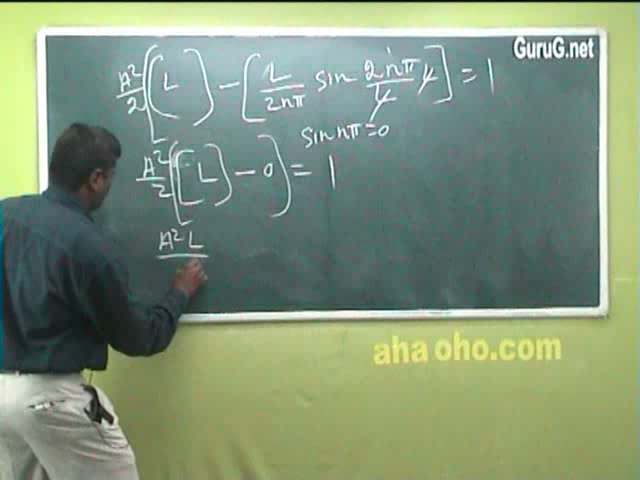 GuruG.net
A²/2 [ [ L ] - [ L/2nπ sin 2nπ/L L ] ] = 1
sin nπ = 0
A²/2 [ [ L ] - 0 ] = 1
A² L
aha oho.com